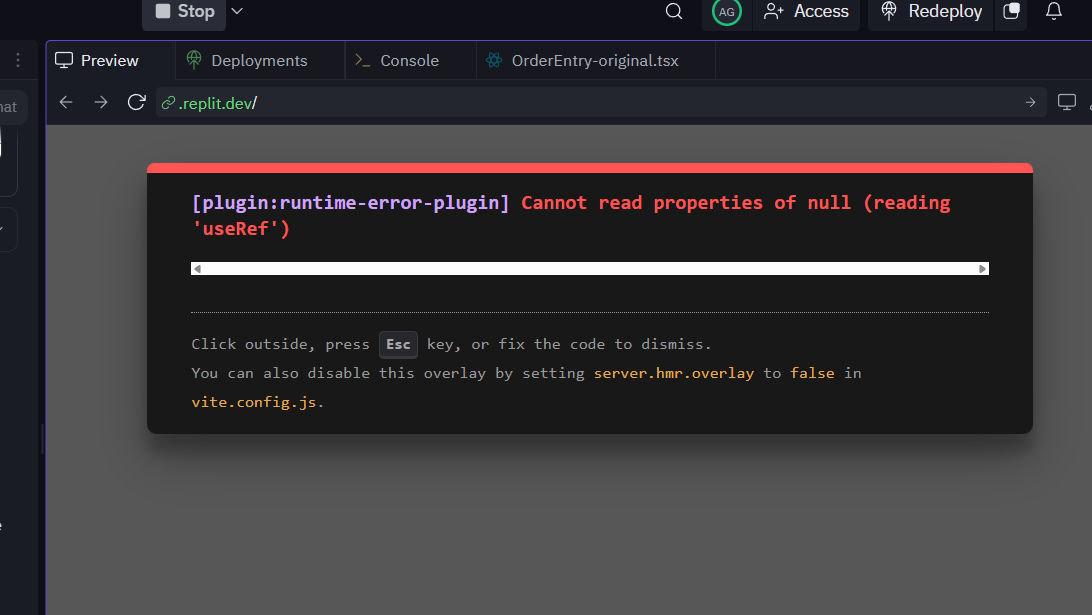 Stop
AG
Access
Redeploy
Preview
Deployments
Console
OrderEntry-original.tsx
.replit.dev/
[plugin:runtime-error-plugin] Cannot read properties of null (reading
'useRef')
Click outside, press Esc key, or fix the code to dismiss.
You can also disable this overlay by setting server.hmr.overlay to false in
vite.config.js.